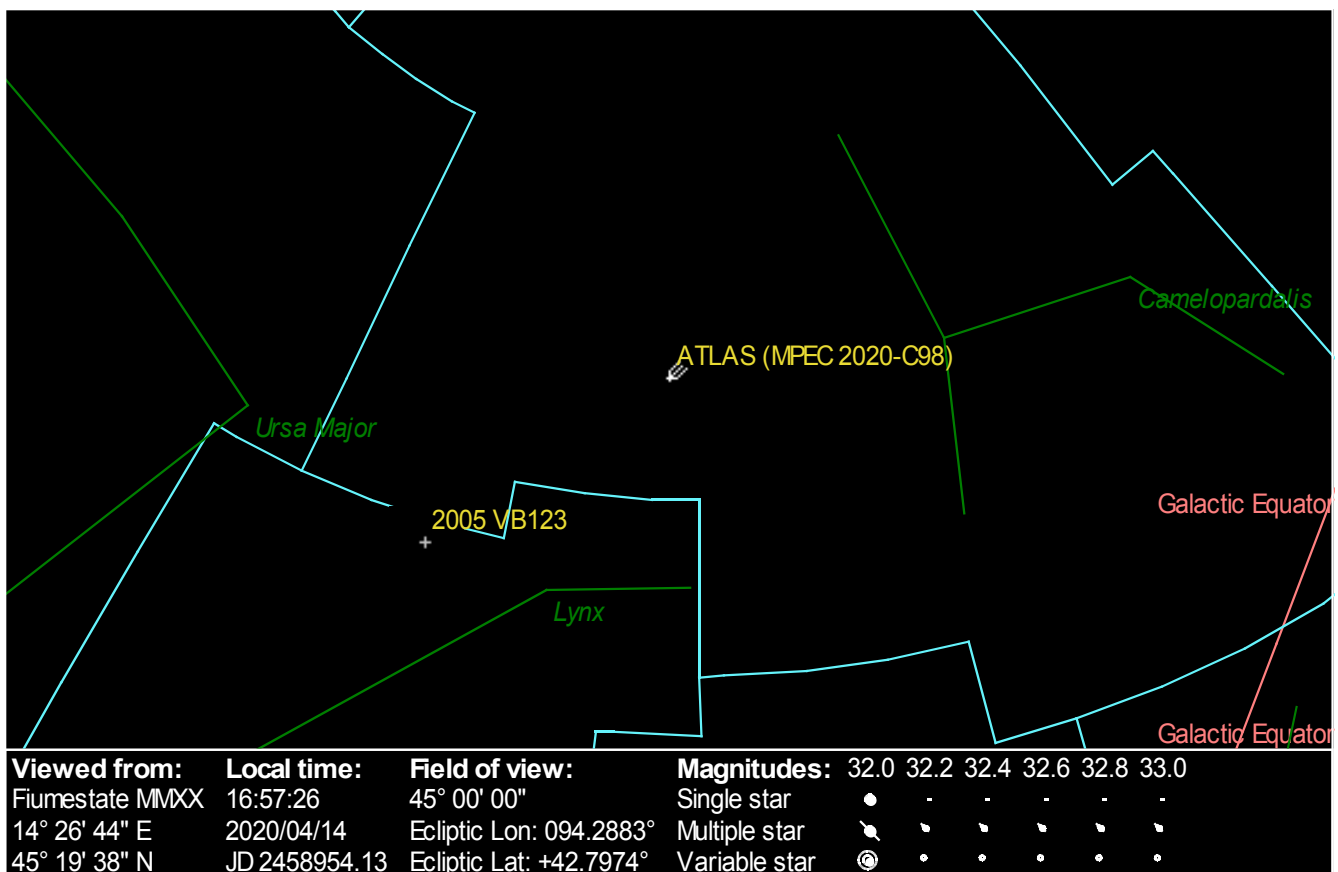 Camelopardalis
ATLAS (MPEC 2020-C98)
Ursa Major
Galactic Equator
2005 VB123
Lynx
Galactic Equator
Viewed from: Local time: Field of view: Magnitudes: 32.0 32.2 32.4 32.6 32.8 33.0
Fiumestate MMXX 16:57:26 45° 00' 00" Single star
14° 26' 44" E 2020/04/14 Ecliptic Lon: 094.2883° Multiple star
45° 19' 38" N JD 2458954.13 Ecliptic Lat: +42.7974° Variable star